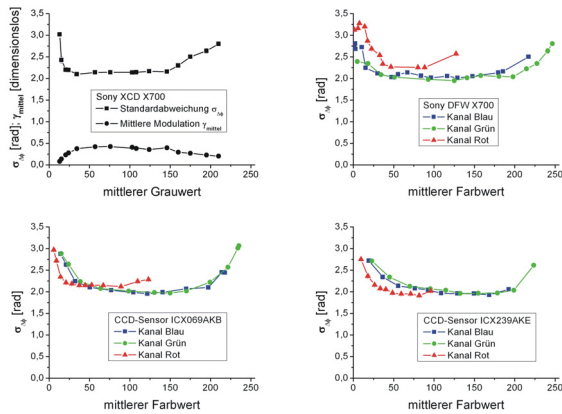 σΔϕ [rad]; γmittel [dimensionslos]
3,5
3,0
2,5
2,0
1,5
1,0
0,5
0,0
Sony XCD X700
Standardabweichung σΔϕ
Mittlere Modulation γmittel
0 50 100 150 200 250
mittlerer Grauwert
σΔϕ [rad]
3,5
3,0
2,5
2,0
1,5
1,0
0,5
0,0
Sony DFW X700
Kanal Blau
Kanal Grün
Kanal Rot
0 50 100 150 200 250
mittlerer Farbwert
σΔϕ [rad]
3,5
3,0
2,5
2,0
1,5
1,0
0,5
0,0
CCD-Sensor ICX069AKB
Kanal Blau
Kanal Grün
Kanal Rot
0 50 100 150 200 250
mittlerer Farbwert
σΔϕ [rad]
3,5
3,0
2,5
2,0
1,5
1,0
0,5
0,0
CCD-Sensor ICX239AKE
Kanal Blau
Kanal Grün
Kanal Rot
0 50 100 150 200 250
mittlerer Farbwert